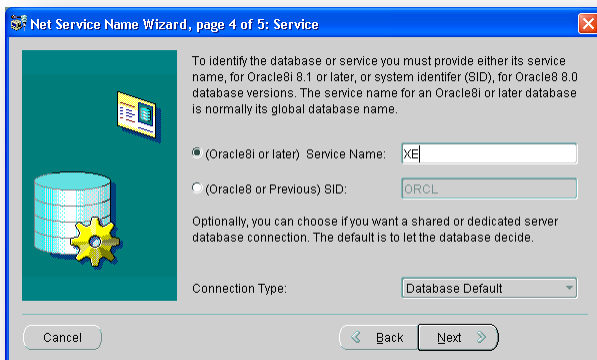 Net Service Name Wizard, page 4 of 5: Service
To identify the database or service you must provide either its service
name, for Oracle8i 8.1 or later, or system identifer (SID), for Oracle8 8.0
database versions. The service name for an Oracle8i or later database
is normally its global database name.
(Oracle8i or later) Service Name: XE
(Oracle8 or Previous) SID: ORCL
Optionally, you can choose if you want a shared or dedicated server
database connection. The default is to let the database decide.
Connection Type: Database Default
Cancel Back Next